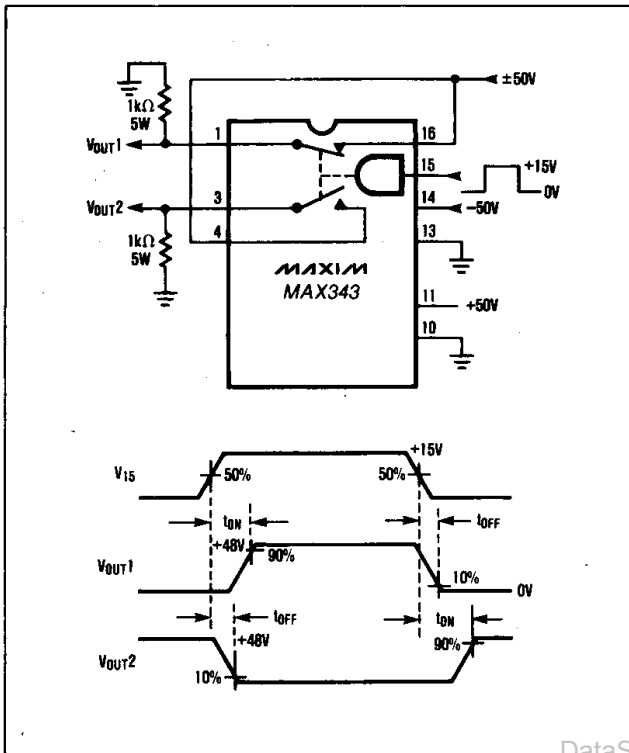 ±50V
1kΩ
5W
1
16
VOUT1
15
+15V
0V
14
-50V
VOUT2
3
4
13
1kΩ
5W
MAXIM
MAX343
11
+50V
10
V15
50%
+15V
50%
tON
tOFF
+48V
90%
VOUT1
10%
0V
tOFF
tON
+48V
90%
VOUT2
10%
DataS